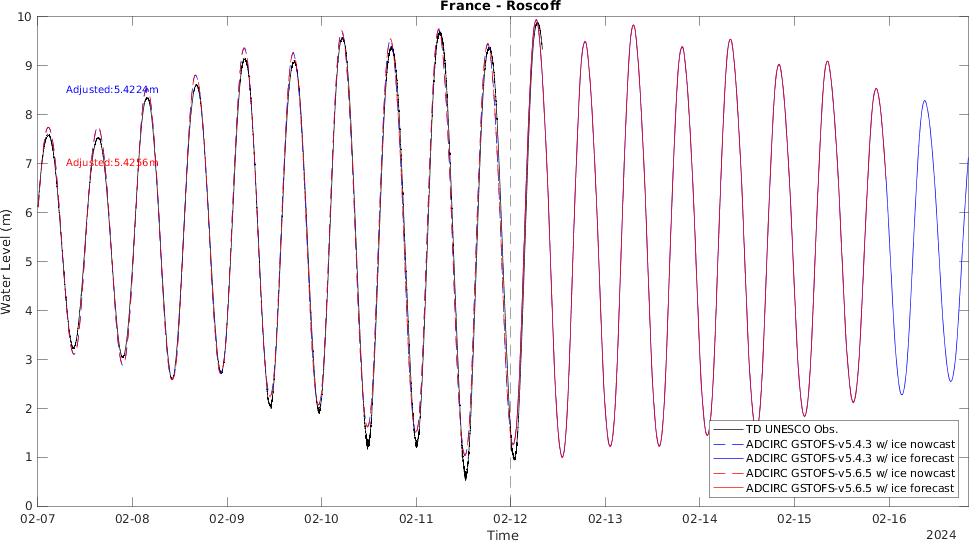 France - Roscoff
10
9
8
7
6
5
4
3
2
1
0
Water Level (m)
Adjusted:5.4224m
Adjusted:5.4256m
TD UNESCO Obs.
ADCIRC GSTOFS-v5.4.3 w/ ice nowcast
ADCIRC GSTOFS-v5.4.3 w/ ice forecast
ADCIRC GSTOFS-v5.6.5 w/ ice nowcast
ADCIRC GSTOFS-v5.6.5 w/ ice forecast
02-07 02-08 02-09 02-10 02-11 02-12 02-13 02-14 02-15 02-16
Time
2024